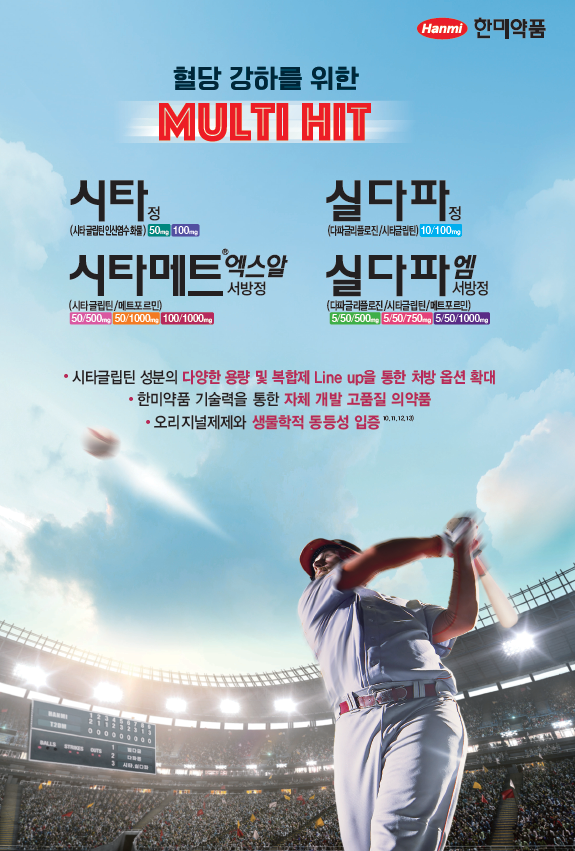 Hanmi 한미약품
혈당 강하를 위한
MULTI HIT
시타정
(시타글립틴인산염수화물) 50mg 100mg
실다파정
(다파글리플로진/시타글립틴) 10/100mg
시타메트® 엑스알 서방정
(시타글립틴/메트포르민)
50/500mg 50/1000mg 100/1000mg
실다파엠 서방정
(다파글리플로진/시타글립틴/메트포르민)
5/50/500mg 5/50/750mg 5/50/1000mg
• 시타글립틴 성분의 다양한 용량 및 복합제 Line up을 통한 처방 옵션 확대
• 한미약품 기술력을 통한 자체 개발 고품질 의약품
• 오리지널제제와 생물학적 동등성 입증 10, 11, 12, 13)
BALLS STRIKES OUTS